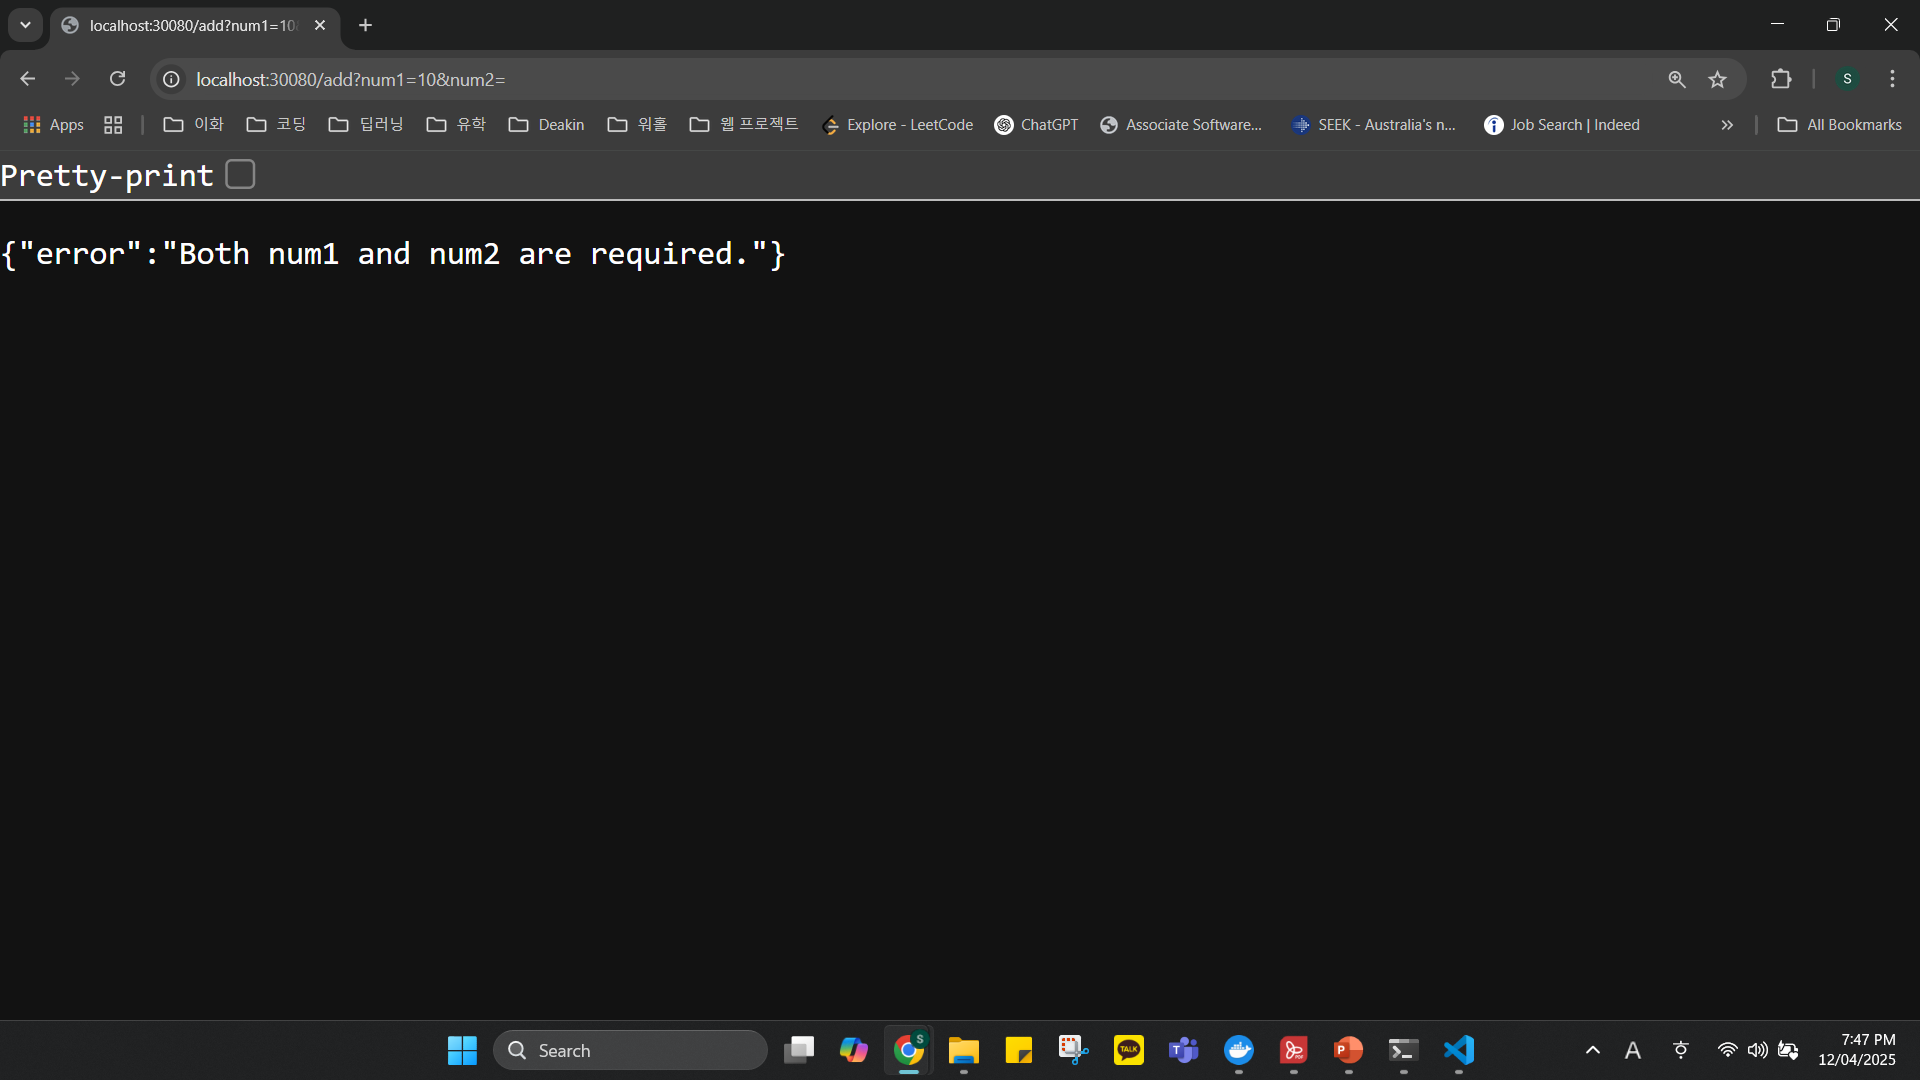 localhost:30080/add?num1=10
localhost:30080/add?num1=10&num2=
S
Apps
이화
코딩
딥러닝
유학
Deakin
워홀
웹 프로젝트
Explore - LeetCode
ChatGPT
Associate Software...
SEEK - Australia's n...
Job Search | Indeed
All Bookmarks
Pretty-print
{"error":"Both num1 and num2 are required."}
Search
S
TALK
T
PDF
P
A
7:47 PM
12/04/2025